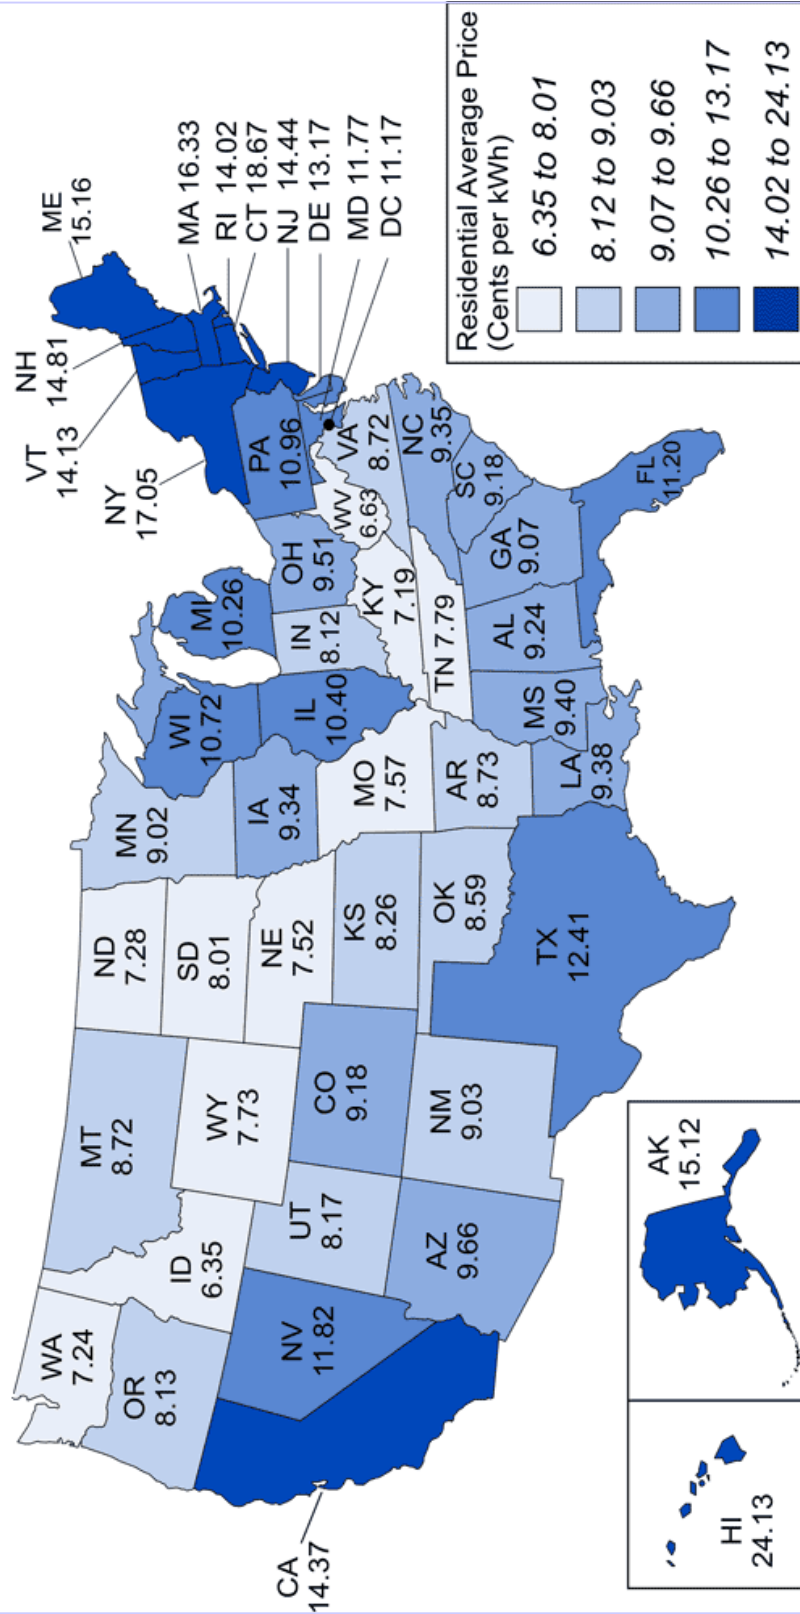 WA
7.24
OR
8.13
CA
14.37
ID
6.35
NV
11.82
MT
8.72
WY
7.73
UT
8.17
AZ
9.66
CO
9.18
NM
9.03
ND
7.28
SD
8.01
NE
7.52
KS
8.26
OK
8.59
TX
12.41
MN
9.02
IA
9.34
MO
7.57
AR
8.73
LA
9.38
WI
10.72
IL
10.40
MS
9.40
MI
10.26
IN
8.12
OH
9.51
KY
7.19
TN 7.79
AL
9.24
GA
9.07
FL
11.20
SC
9.18
NC
9.35
VA
8.72
WV
6.63
PA
10.96
NY
17.05
VT
14.13
NH
14.81
ME
15.16
MA 16.33
RI 14.02
CT 18.67
NJ 14.44
DE 13.17
MD 11.77
DC 11.17
HI
24.13
AK
15.12
Residential Average Price
(Cents per kWh)
6.35 to 8.01
8.12 to 9.03
9.07 to 9.66
10.26 to 13.17
14.02 to 24.13